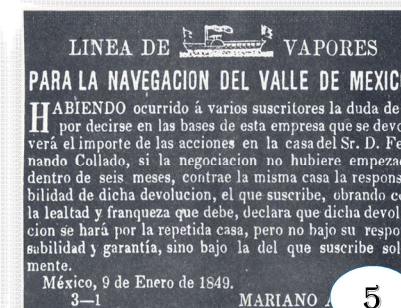 LINEA DE VAPORES
PARA LA NAVEGACION DEL VALLE DE MEXIC
HABIENDO ocurrido á varios suscritores la duda de
por decirse en las bases de esta empresa que se devo
verá el importe de las acciones en la casa del Sr. D. Fe
nando Collado, si la negociacion no hubiere empeza
dentro de seis meses, contrae la misma casa la respons
bilidad de dicha devolucion, el que suscribe, obrando c
la lealtad y franqueza que debe, declara que dicha devol
cion se hará por la repetida casa, pero no bajo su respo
sabilidad y garantía, sino bajo la del que suscribe sol
mente.
México, 9 de Enero de 1849.
3—1 MARIANO A
5